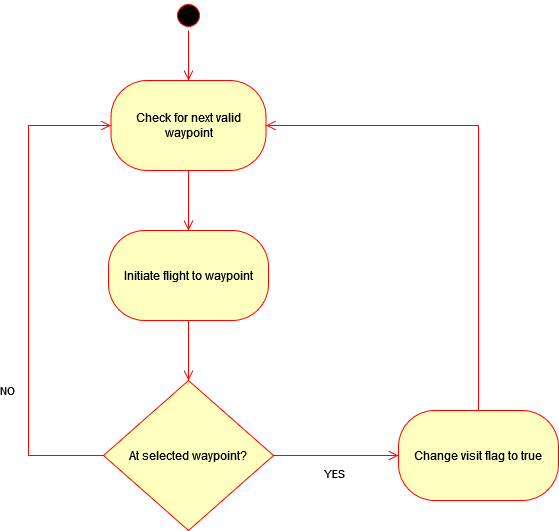 Check for next valid
waypoint
Initiate flight to waypoint
NO
At selected waypoint?
YES
Change visit flag to true